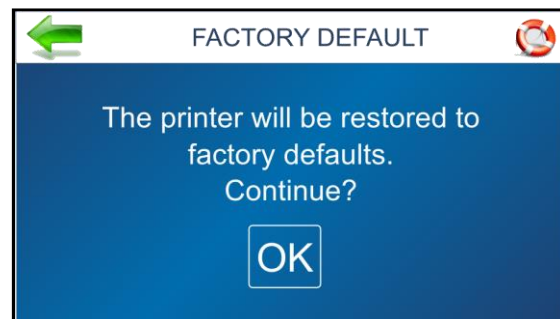 FACTORY DEFAULT
The printer will be restored to
factory defaults.
Continue?
OK